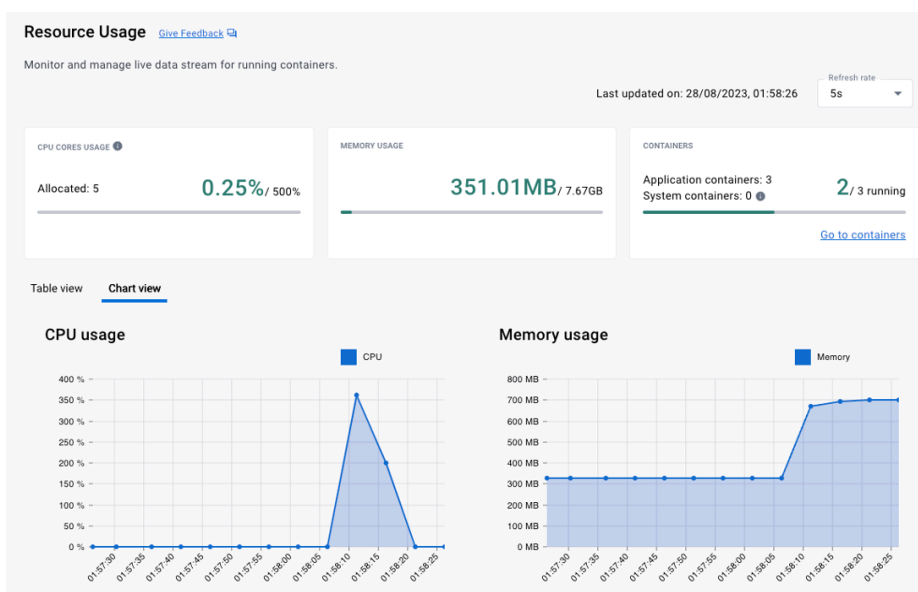 Resource Usage Give Feedback
Monitor and manage live data stream for running containers.
Last updated on: 28/08/2023, 01:58:26
Refresh rate
5s
CPU CORES USAGE
Allocated: 5
0.25% / 500%
MEMORY USAGE
351.01MB / 7.67GB
CONTAINERS
Application containers: 3
System containers: 0
2 / 3 running
Go to containers
Table view Chart view
CPU usage
CPU
400 %
350 %
300 %
250 %
200 %
150 %
100 %
50 %
0 %
01:57:30 01:57:35 01:57:40 01:57:45 01:57:50 01:57:55 01:58:00 01:58:05 01:58:10 01:58:15 01:58:20 01:58:25
Memory usage
Memory
800 MB
700 MB
600 MB
500 MB
400 MB
300 MB
200 MB
100 MB
0 MB
01:57:30 01:57:35 01:57:40 01:57:45 01:57:50 01:57:55 01:58:00 01:58:05 01:58:10 01:58:15 01:58:20 01:58:25